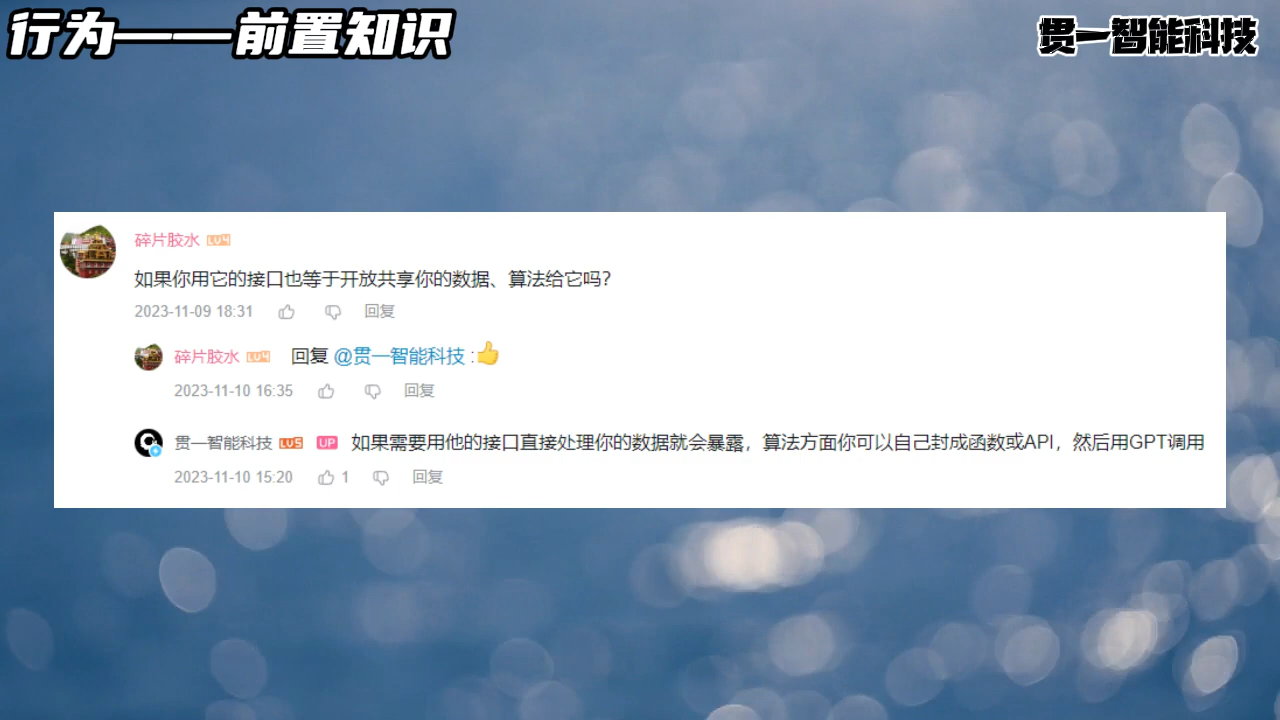 行为——前置知识
贯一智能科技
碎片胶水 LV4
如果你用它的接口也等于开放共享你的数据、算法给它吗?
2023-11-09 18:31 回复
碎片胶水 LV4 回复 @贯一智能科技 :👍
2023-11-10 16:35 回复
贯一智能科技 LV5 UP 如果需要用他的接口直接处理你的数据就会暴露，算法方面你可以自己封成函数或API，然后用GPT调用
2023-11-10 15:20 1 回复